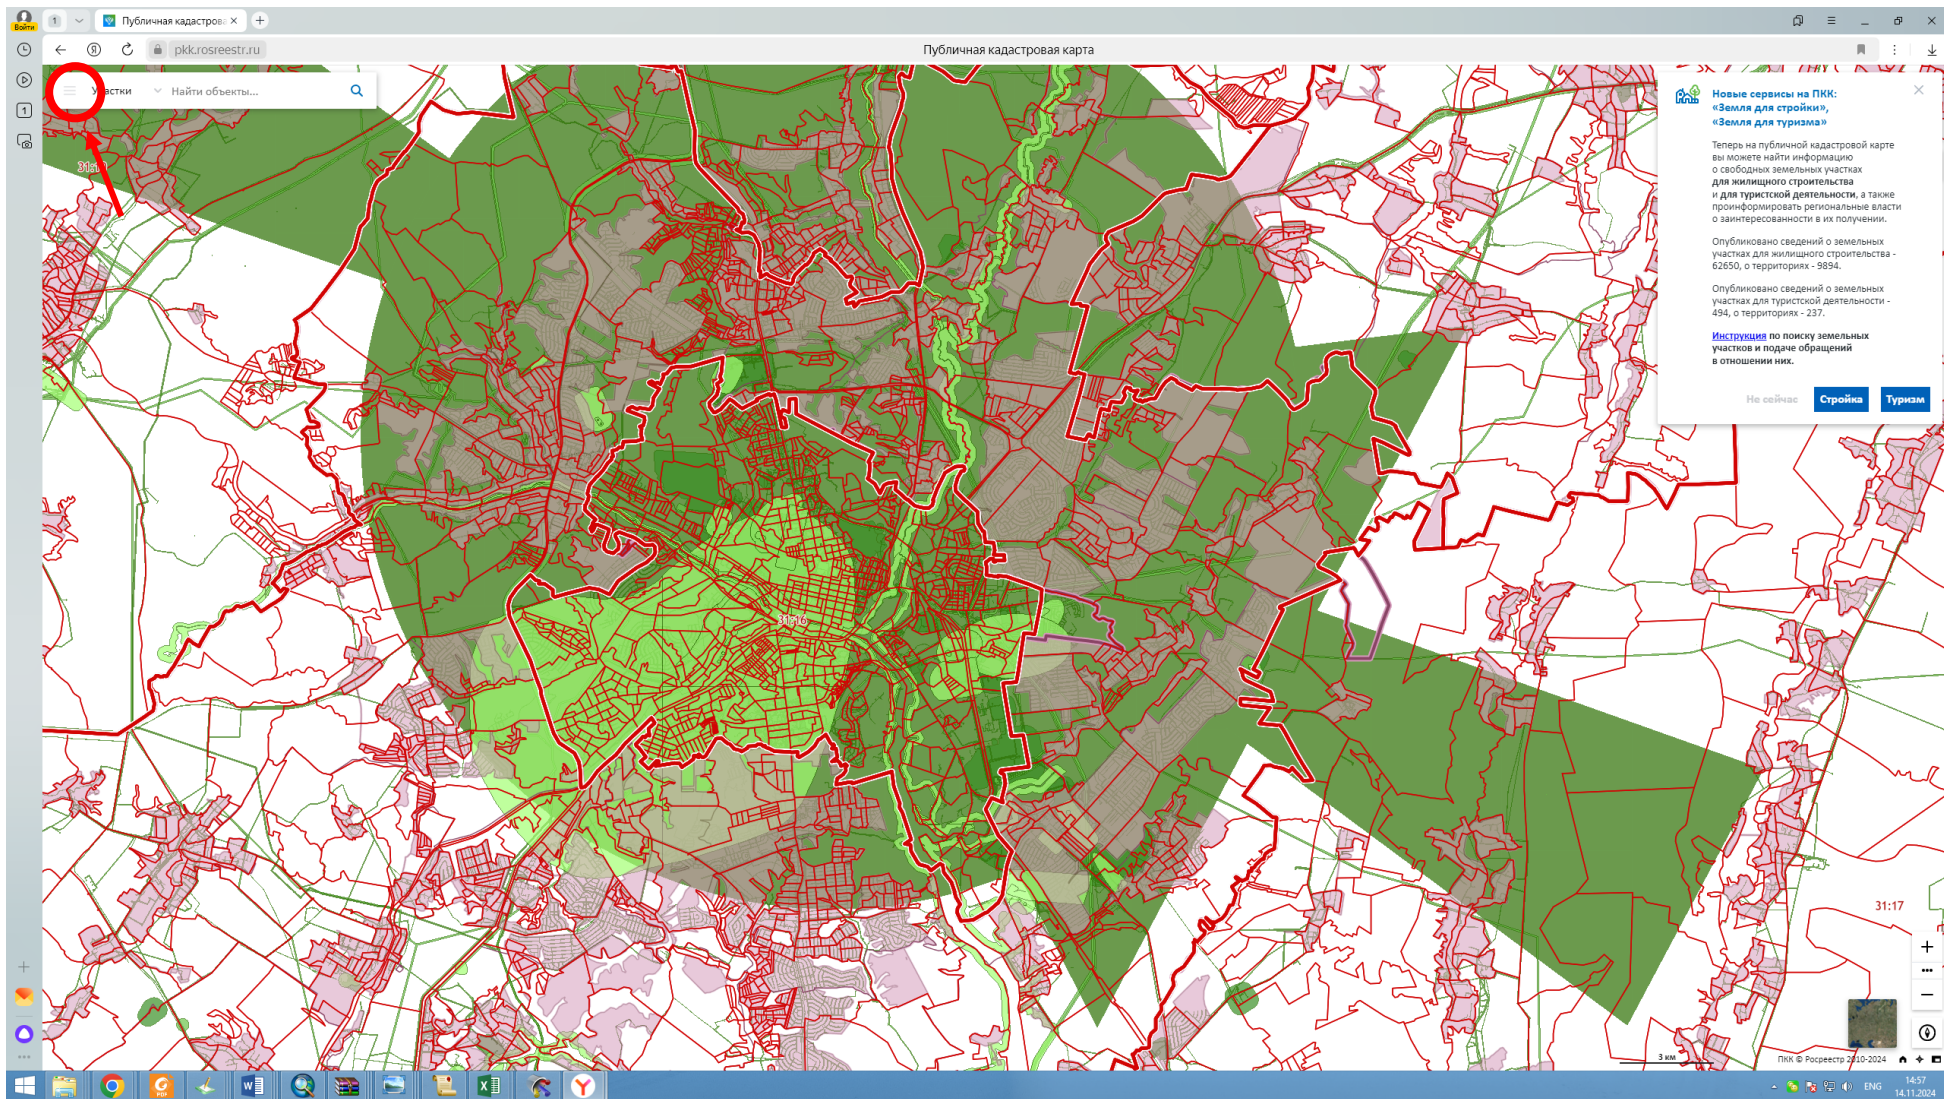 Войти
1
Публичная кадастрова
pkk.rosreestr.ru
Публичная кадастровая карта
1
Участки
Найти объекты...
Новые сервисы на ПКК:
«Земля для стройки»,
«Земля для туризма»
Теперь на публичной кадастровой карте
вы можете найти информацию
о свободных земельных участках
для жилищного строительства
и для туристской деятельности, а также
проинформировать региональные власти
о заинтересованности в их получении.
Опубликовано сведений о земельных
участках для жилищного строительства -
62650, о территориях - 9894.
Опубликовано сведений о земельных
участках для туристской деятельности -
494, о территориях - 237.
Инструкция по поиску земельных
участков и подаче обращений
в отношении них.
Не сейчас
Стройка
Туризм
31:16
31:17
3 км
ПКК © Росреестр 2010-2024
ENG
14:57
14.11.2024